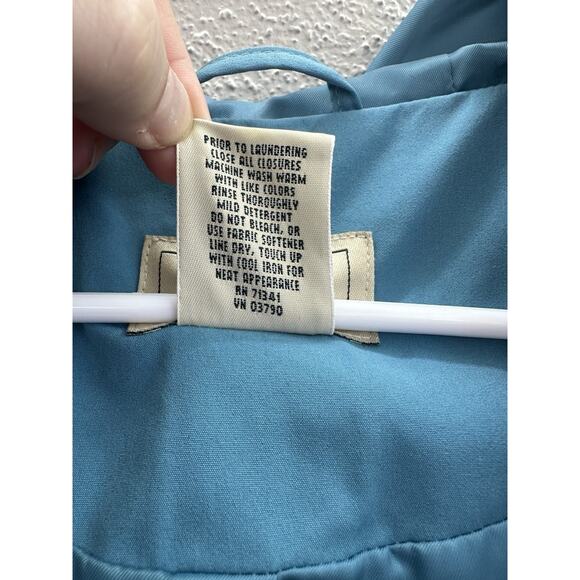 PRIOR TO LAUNDERING
CLOSE ALL CLOSURES
MACHINE WASH WARM
WITH LIKE COLORS
RINSE THOROUGHLY
MILD DETERGENT
DO NOT BLEACH, OR
USE FABRIC SOFTENER
LINE DRY, TOUCH UP
WITH COOL IRON FOR
NEAT APPEARANCE
RN 71341
VN 03790